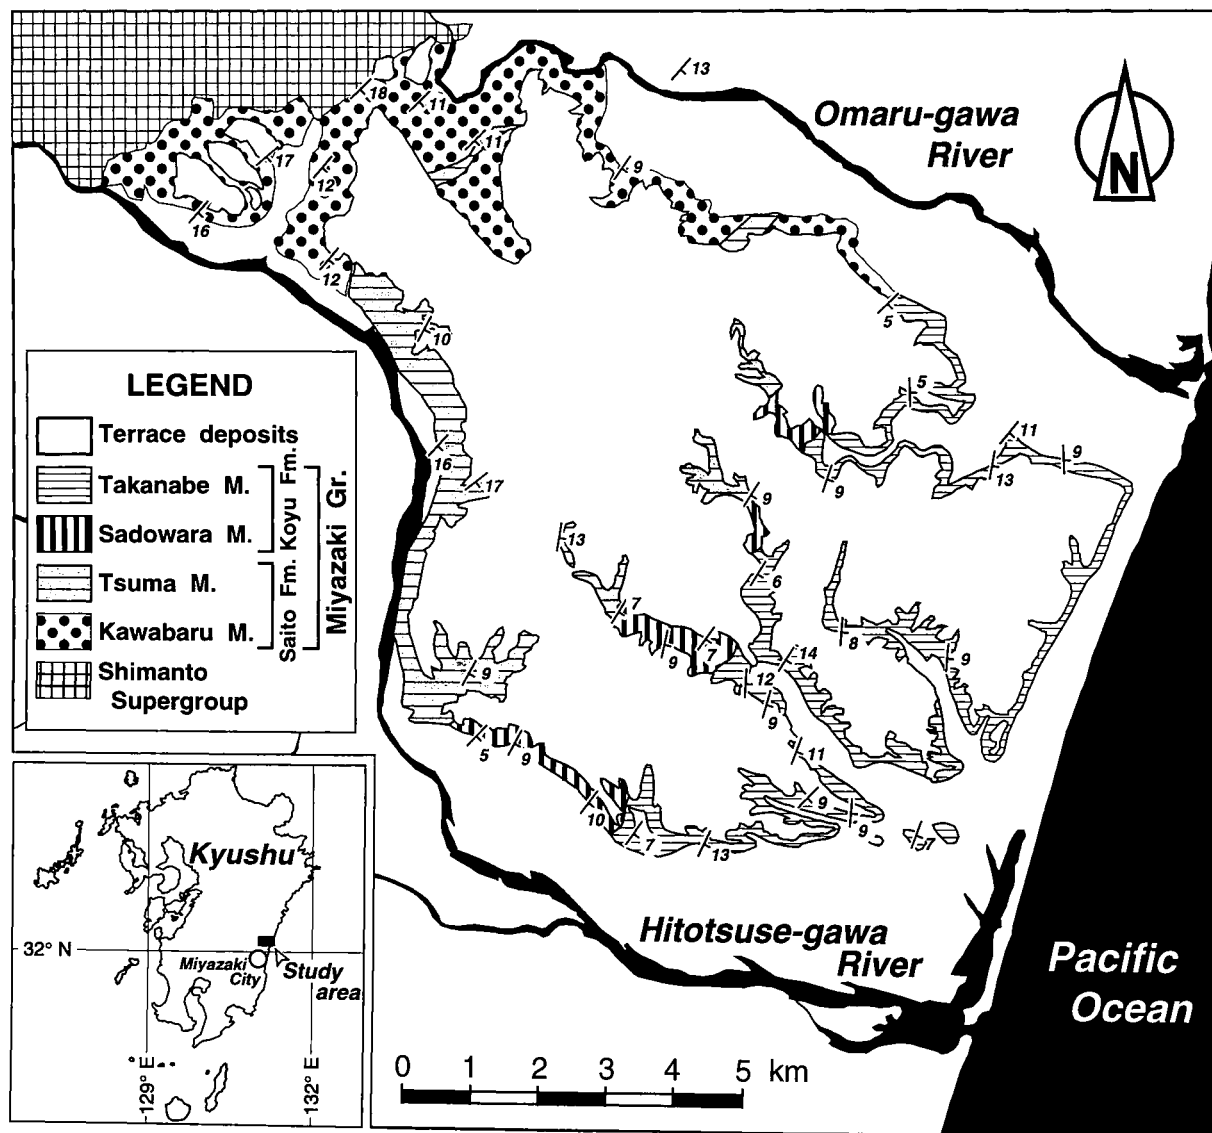 13
18
11
11
17
12
9
16
12
Omaru-gawa
River
N
5
10
5
LEGEND
Terrace deposits
Takanabe M.
Sadowara M.
Tsuma M.
Kawabaru M.
Shimanto
Supergroup
Koyu Fm.
Saito Fm.
Miyazaki Gr.
11
9
13
9
16
17
9
13
6
7
9
7
8
9
14
12
9
9
5
9
11
10
9
9
7
13
7
Kyushu
32° N
Miyazaki
City
Study
area
129° E
132° E
Hitotsuse-gawa
River
Pacific
Ocean
0 1 2 3 4 5 km